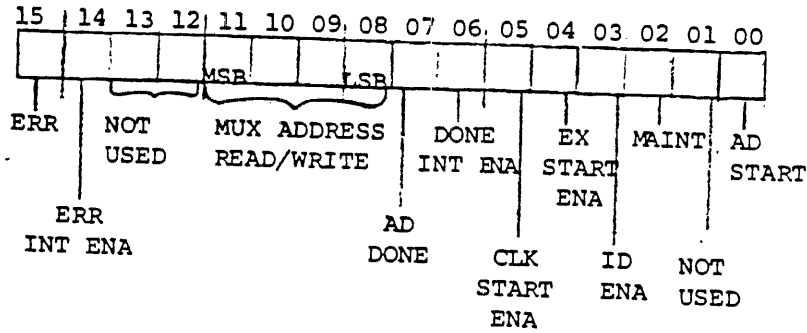 15 14 13 12 11 10 09 08 07 06 05 04 03 02 01 00
MSB LSB
ERR NOT MUX ADDRESS DONE EX MAINT AD
USED READ/WRITE INT ENA START START
ENA
ERR AD
INT ENA DONE CLK ID NOT
START ENA USED
ENA